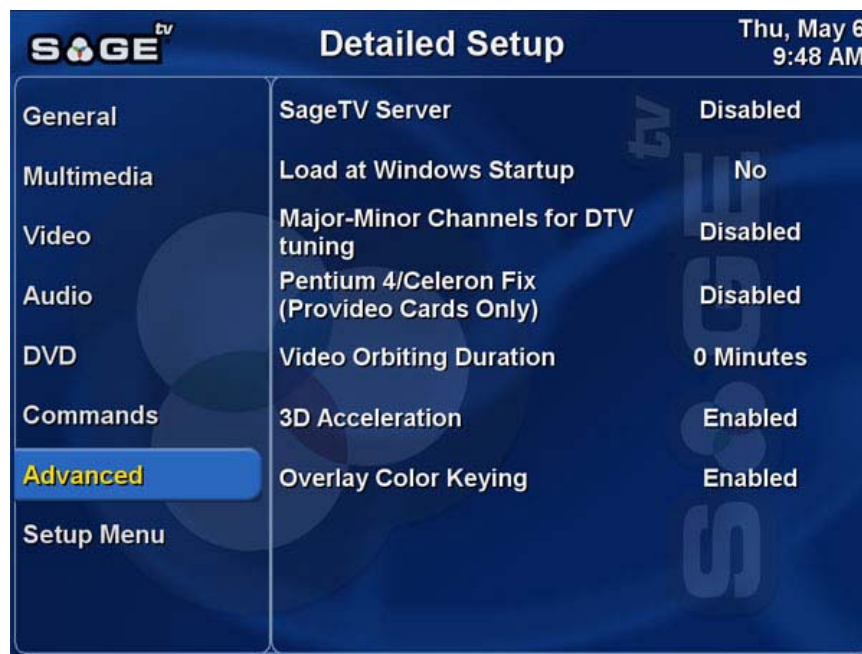 SAGE tv
Detailed Setup
Thu, May 6
9:48 AM
General
Multimedia
Video
Audio
DVD
Commands
Advanced
Setup Menu
SageTV Server Disabled
Load at Windows Startup No
Major-Minor Channels for DTV
tuning Disabled
Pentium 4/Celeron Fix
(Provideo Cards Only) Disabled
Video Orbiting Duration 0 Minutes
3D Acceleration Enabled
Overlay Color Keying Enabled
SAGE tv